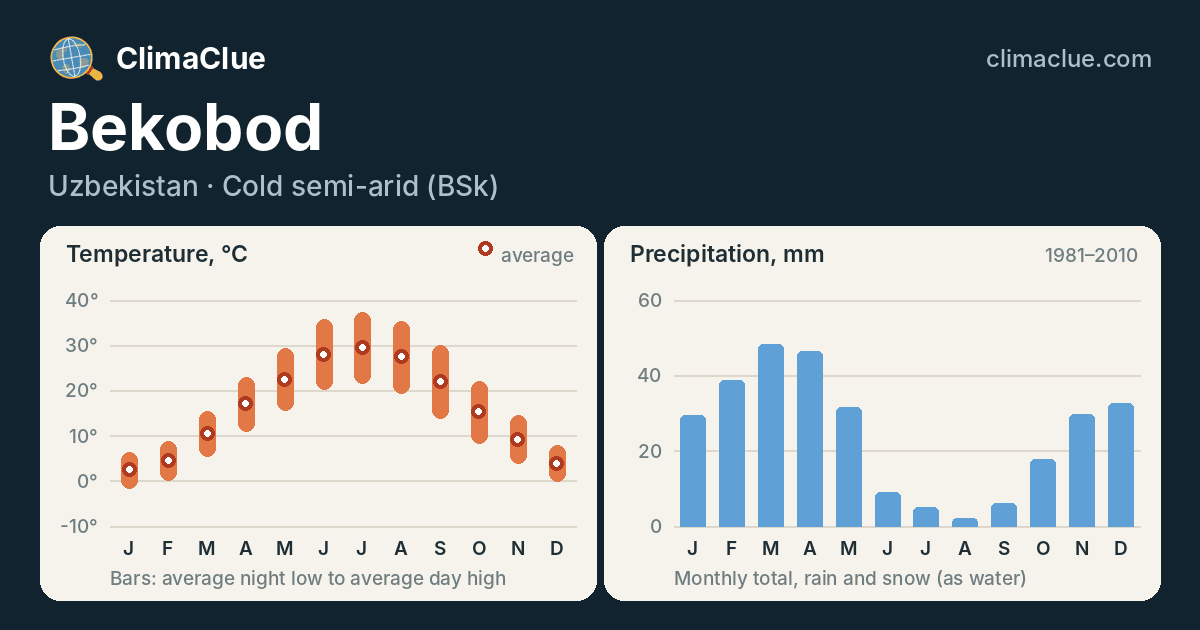 ClimaClue
climaclue.com
Bekobod
Uzbekistan · Cold semi-arid (BSk)
Temperature, °C
average
40°
30°
20°
10°
0°
-10°
J F M A M J J A S O N D
Bars: average night low to average day high
Precipitation, mm
1981–2010
60
40
20
0
J F M A M J J A S O N D
Monthly total, rain and snow (as water)